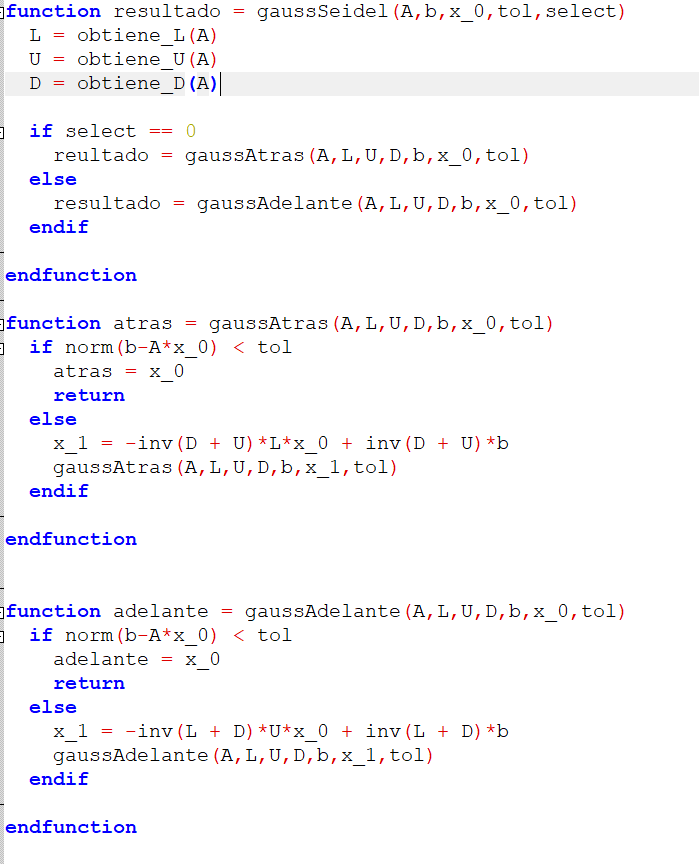 function resultado = gaussSeidel(A,b,x_0,tol,select)
  L = obtiene_L(A)
  U = obtiene_U(A)
  D = obtiene_D(A)

  if select == 0
    reultado = gaussAtras(A,L,U,D,b,x_0,tol)
  else
    resultado = gaussAdelante(A,L,U,D,b,x_0,tol)
  endif

endfunction

function atras = gaussAtras(A,L,U,D,b,x_0,tol)
  if norm(b-A*x_0) < tol
    atras = x_0
    return
  else
    x_1 = -inv(D + U)*L*x_0 + inv(D + U)*b
    gaussAtras(A,L,U,D,b,x_1,tol)
  endif

endfunction


function adelante = gaussAdelante(A,L,U,D,b,x_0,tol)
  if norm(b-A*x_0) < tol
    adelante = x_0
    return
  else
    x_1 = -inv(L + D)*U*x_0 + inv(L + D)*b
    gaussAdelante(A,L,U,D,b,x_1,tol)
  endif

endfunction